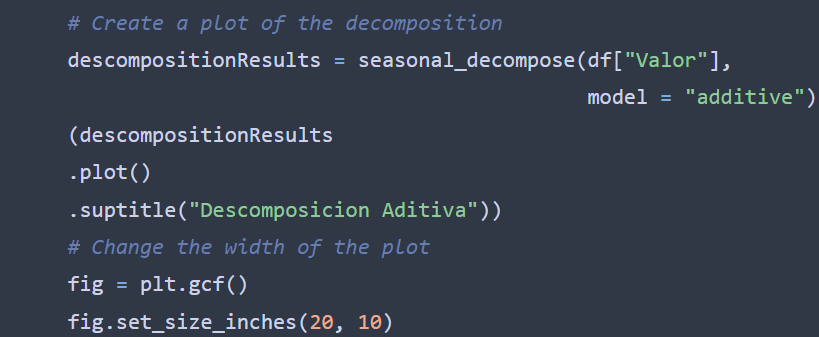 # Create a plot of the decomposition
descompositionResults = seasonal_decompose(df["Valor"],
model = "additive")
(descompositionResults
.plot()
.suptitle("Descomposicion Aditiva"))
# Change the width of the plot
fig = plt.gcf()
fig.set_size_inches(20, 10)